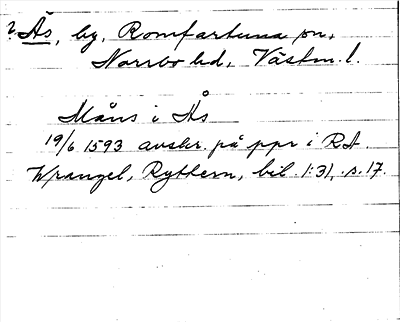 ? Ås, by, Romfartuna sn,
Norrbo hd, Västm. l.
Måns i Ås
19/6 1593 avskr. på ppr i RA.
Wrangel, Rythern, bil. 1:31, s. 17.